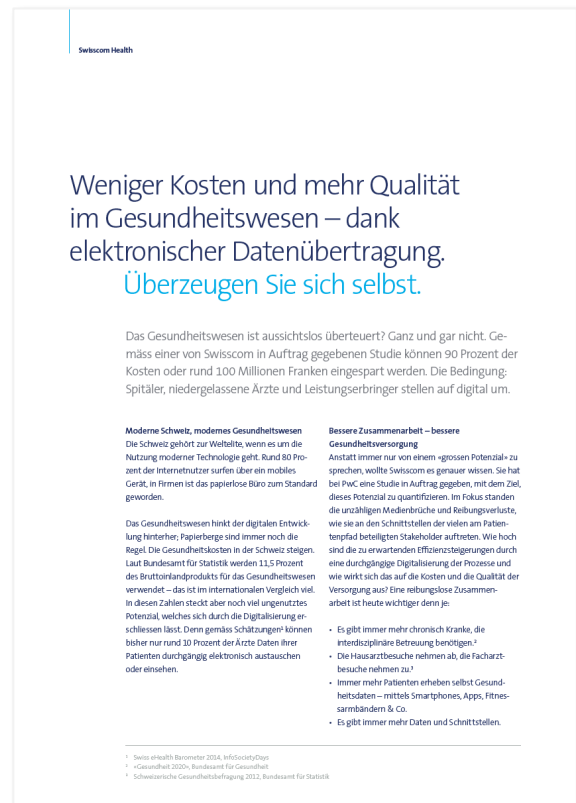 Swisscom Health
Weniger Kosten und mehr Qualität
im Gesundheitswesen – dank
elektronischer Datenübertragung.
Überzeugen Sie sich selbst.
Das Gesundheitswesen ist aussichtslos überteuert? Ganz und gar nicht. Ge-
mäss einer von Swisscom in Auftrag gegebenen Studie können 90 Prozent der
Kosten oder rund 100 Millionen Franken eingespart werden. Die Bedingung:
Spitäler, niedergelassene Ärzte und Leistungserbringer stellen auf digital um.
Moderne Schweiz, modernes Gesundheitswesen
Die Schweiz gehört zur Weltelite, wenn es um die
Nutzung moderner Technologie geht. Rund 80 Pro-
zent der Internetnutzer surfen über ein mobiles
Gerät, in Firmen ist das papierlose Büro zum Standard
geworden.
Das Gesundheitswesen hinkt der digitalen Entwick-
lung hinterher; Papierberge sind immer noch die
Regel. Die Gesundheitskosten in der Schweiz steigen.
Laut Bundesamt für Statistik werden 11,5 Prozent
des Bruttoinlandprodukts für das Gesundheitswesen
verwendet – das ist im internationalen Vergleich viel.
In diesen Zahlen steckt aber noch viel ungenutztes
Potenzial, welches sich durch die Digitalisierung er-
schliessen lässt. Denn gemäss Schätzungen¹ können
bisher nur rund 10 Prozent der Ärzte Daten ihrer
Patienten durchgängig elektronisch austauschen
oder einsehen.
Bessere Zusammenarbeit – bessere
Gesundheitsversorgung
Anstatt immer nur von einem «grossen Potenzial» zu
sprechen, wollte Swisscom es genauer wissen. Sie hat
bei PwC eine Studie in Auftrag gegeben, mit dem Ziel,
dieses Potenzial zu quantifizieren. Im Fokus standen
die unzähligen Medienbrüche und Reibungsverluste,
wie sie an den Schnittstellen der vielen am Patien-
tenpfad beteiligten Stakeholder auftreten. Wie hoch
sind die zu erwartenden Effizienzsteigerungen durch
eine durchgängige Digitalisierung der Prozesse und
wie wirkt sich das auf die Kosten und die Qualität der
Versorgung aus? Eine reibungslose Zusammen-
arbeit ist heute wichtiger denn je:
• Es gibt immer mehr chronisch Kranke, die
interdisziplinäre Betreuung benötigen.²
• Die Hausarztbesuche nehmen ab, die Facharzt-
besuche nehmen zu.³
• Immer mehr Patienten erheben selbst Gesund-
heitsdaten – mittels Smartphones, Apps, Fitnes-
sarmbändern & Co.
• Es gibt immer mehr Daten und Schnittstellen.
¹ Swiss eHealth Barometer 2014, InfoSocietyDays
² «Gesundheit 2020», Bundesamt für Gesundheit
³ Schweizerische Gesundheitsbefragung 2012, Bundesamt für Statistik